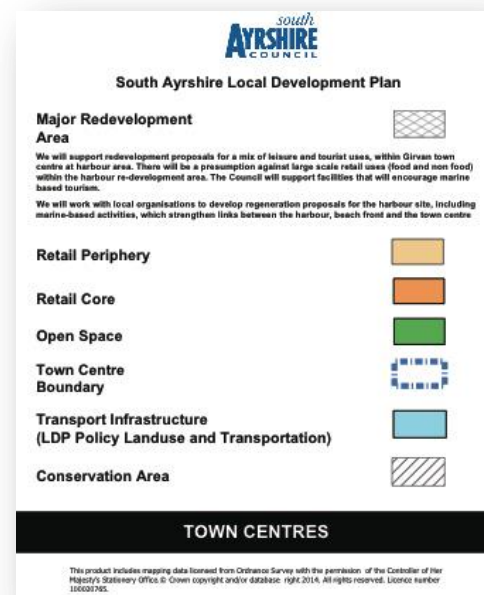 south
AYRSHIRE
COUNCIL
South Ayrshire Local Development Plan
Major Redevelopment
Area
We will support redevelopment proposals for a mix of leisure and tourist uses, within Girvan town
centre at harbour area. There will be a presumption against large scale retail uses (food and non food)
within the harbour re-development area. The Council will support facilities that will encourage marine
based tourism.
We will work with local organisations to develop regeneration proposals for the harbour site, including
marine-based activities, which strengthen links between the harbour, beach front and the town centre
Retail Periphery
Retail Core
Open Space
Town Centre
Boundary
Transport Infrastructure
(LDP Policy Landuse and Transportation)
Conservation Area
TOWN CENTRES
This product includes mapping data licensed from Ordnance Survey with the permission of the Controller of Her
Majesty's Stationery Office.© Crown copyright and/or database right 2014. All rights reserved. Licence number
100020765.